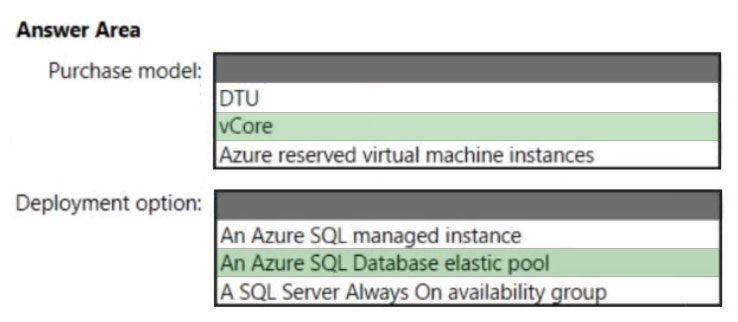 Answer Area
Purchase model:
DTU
vCore
Azure reserved virtual machine instances
Deployment option:
An Azure SQL managed instance
An Azure SQL Database elastic pool
A SQL Server Always On availability group